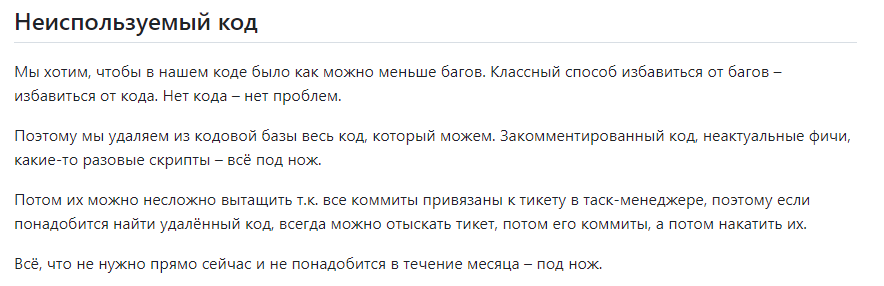 Неиспользуемый код
Мы хотим, чтобы в нашем коде было как можно меньше багов. Классный способ избавиться от багов –
избавиться от кода. Нет кода – нет проблем.
Поэтому мы удаляем из кодовой базы весь код, который можем. Закомментированный код, неактуальные фичи,
какие-то разовые скрипты – всё под нож.
Потом их можно несложно вытащить т.к. все коммиты привязаны к тикету в таск-менеджере, поэтому если
понадобится найти удалённый код, всегда можно отыскать тикет, потом его коммиты, а потом накатить их.
Всё, что не нужно прямо сейчас и не понадобится в течение месяца – под нож.